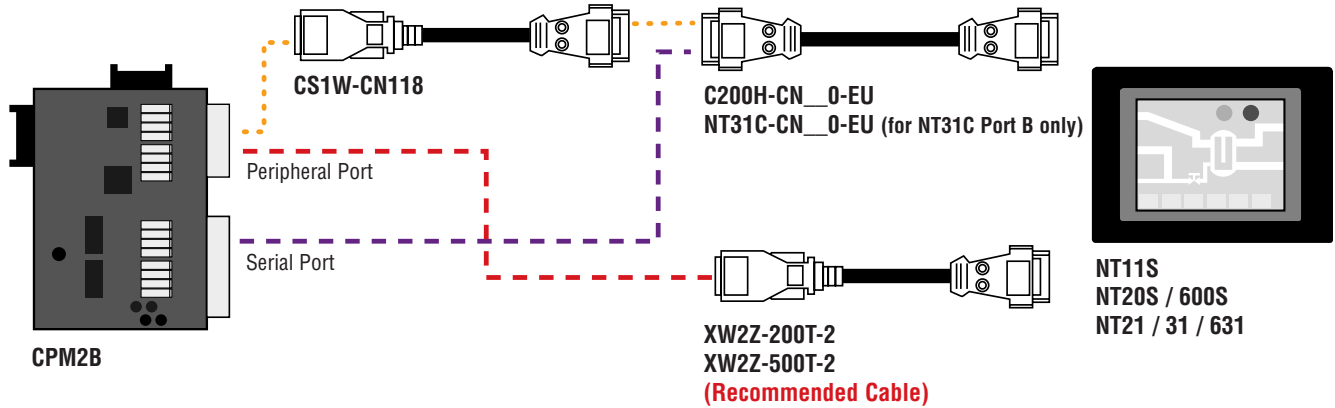 CS1W-CN118
C200H-CN__0-EU
NT31C-CN__0-EU (for NT31C Port B only)
Peripheral Port
Serial Port
CPM2B
XW2Z-200T-2
XW2Z-500T-2
(Recommended Cable)
NT11S
NT20S / 600S
NT21 / 31 / 631